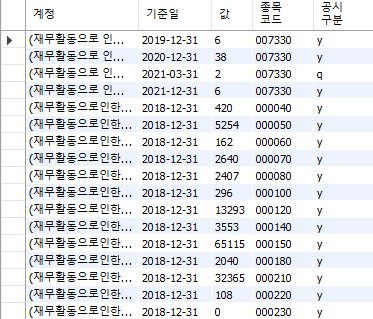 계정 기준일 값 종목 코드 공시 구분
(재무활동으로 인... 2019-12-31 6 007330 y
(재무활동으로 인... 2020-12-31 38 007330 y
(재무활동으로 인... 2021-03-31 2 007330 q
(재무활동으로 인... 2021-12-31 6 007330 y
(재무활동으로인한... 2018-12-31 420 000040 y
(재무활동으로인한... 2018-12-31 5254 000050 y
(재무활동으로인한... 2018-12-31 162 000060 y
(재무활동으로인한... 2018-12-31 2640 000070 y
(재무활동으로인한... 2018-12-31 2407 000080 y
(재무활동으로인한... 2018-12-31 296 000100 y
(재무활동으로인한... 2018-12-31 13293 000120 y
(재무활동으로인한... 2018-12-31 3553 000140 y
(재무활동으로인한... 2018-12-31 65115 000150 y
(재무활동으로인한... 2018-12-31 2040 000180 y
(재무활동으로인한... 2018-12-31 32365 000210 y
(재무활동으로인한... 2018-12-31 108 000220 y
(재무활동으로인한... 2018-12-31 0 000230 y